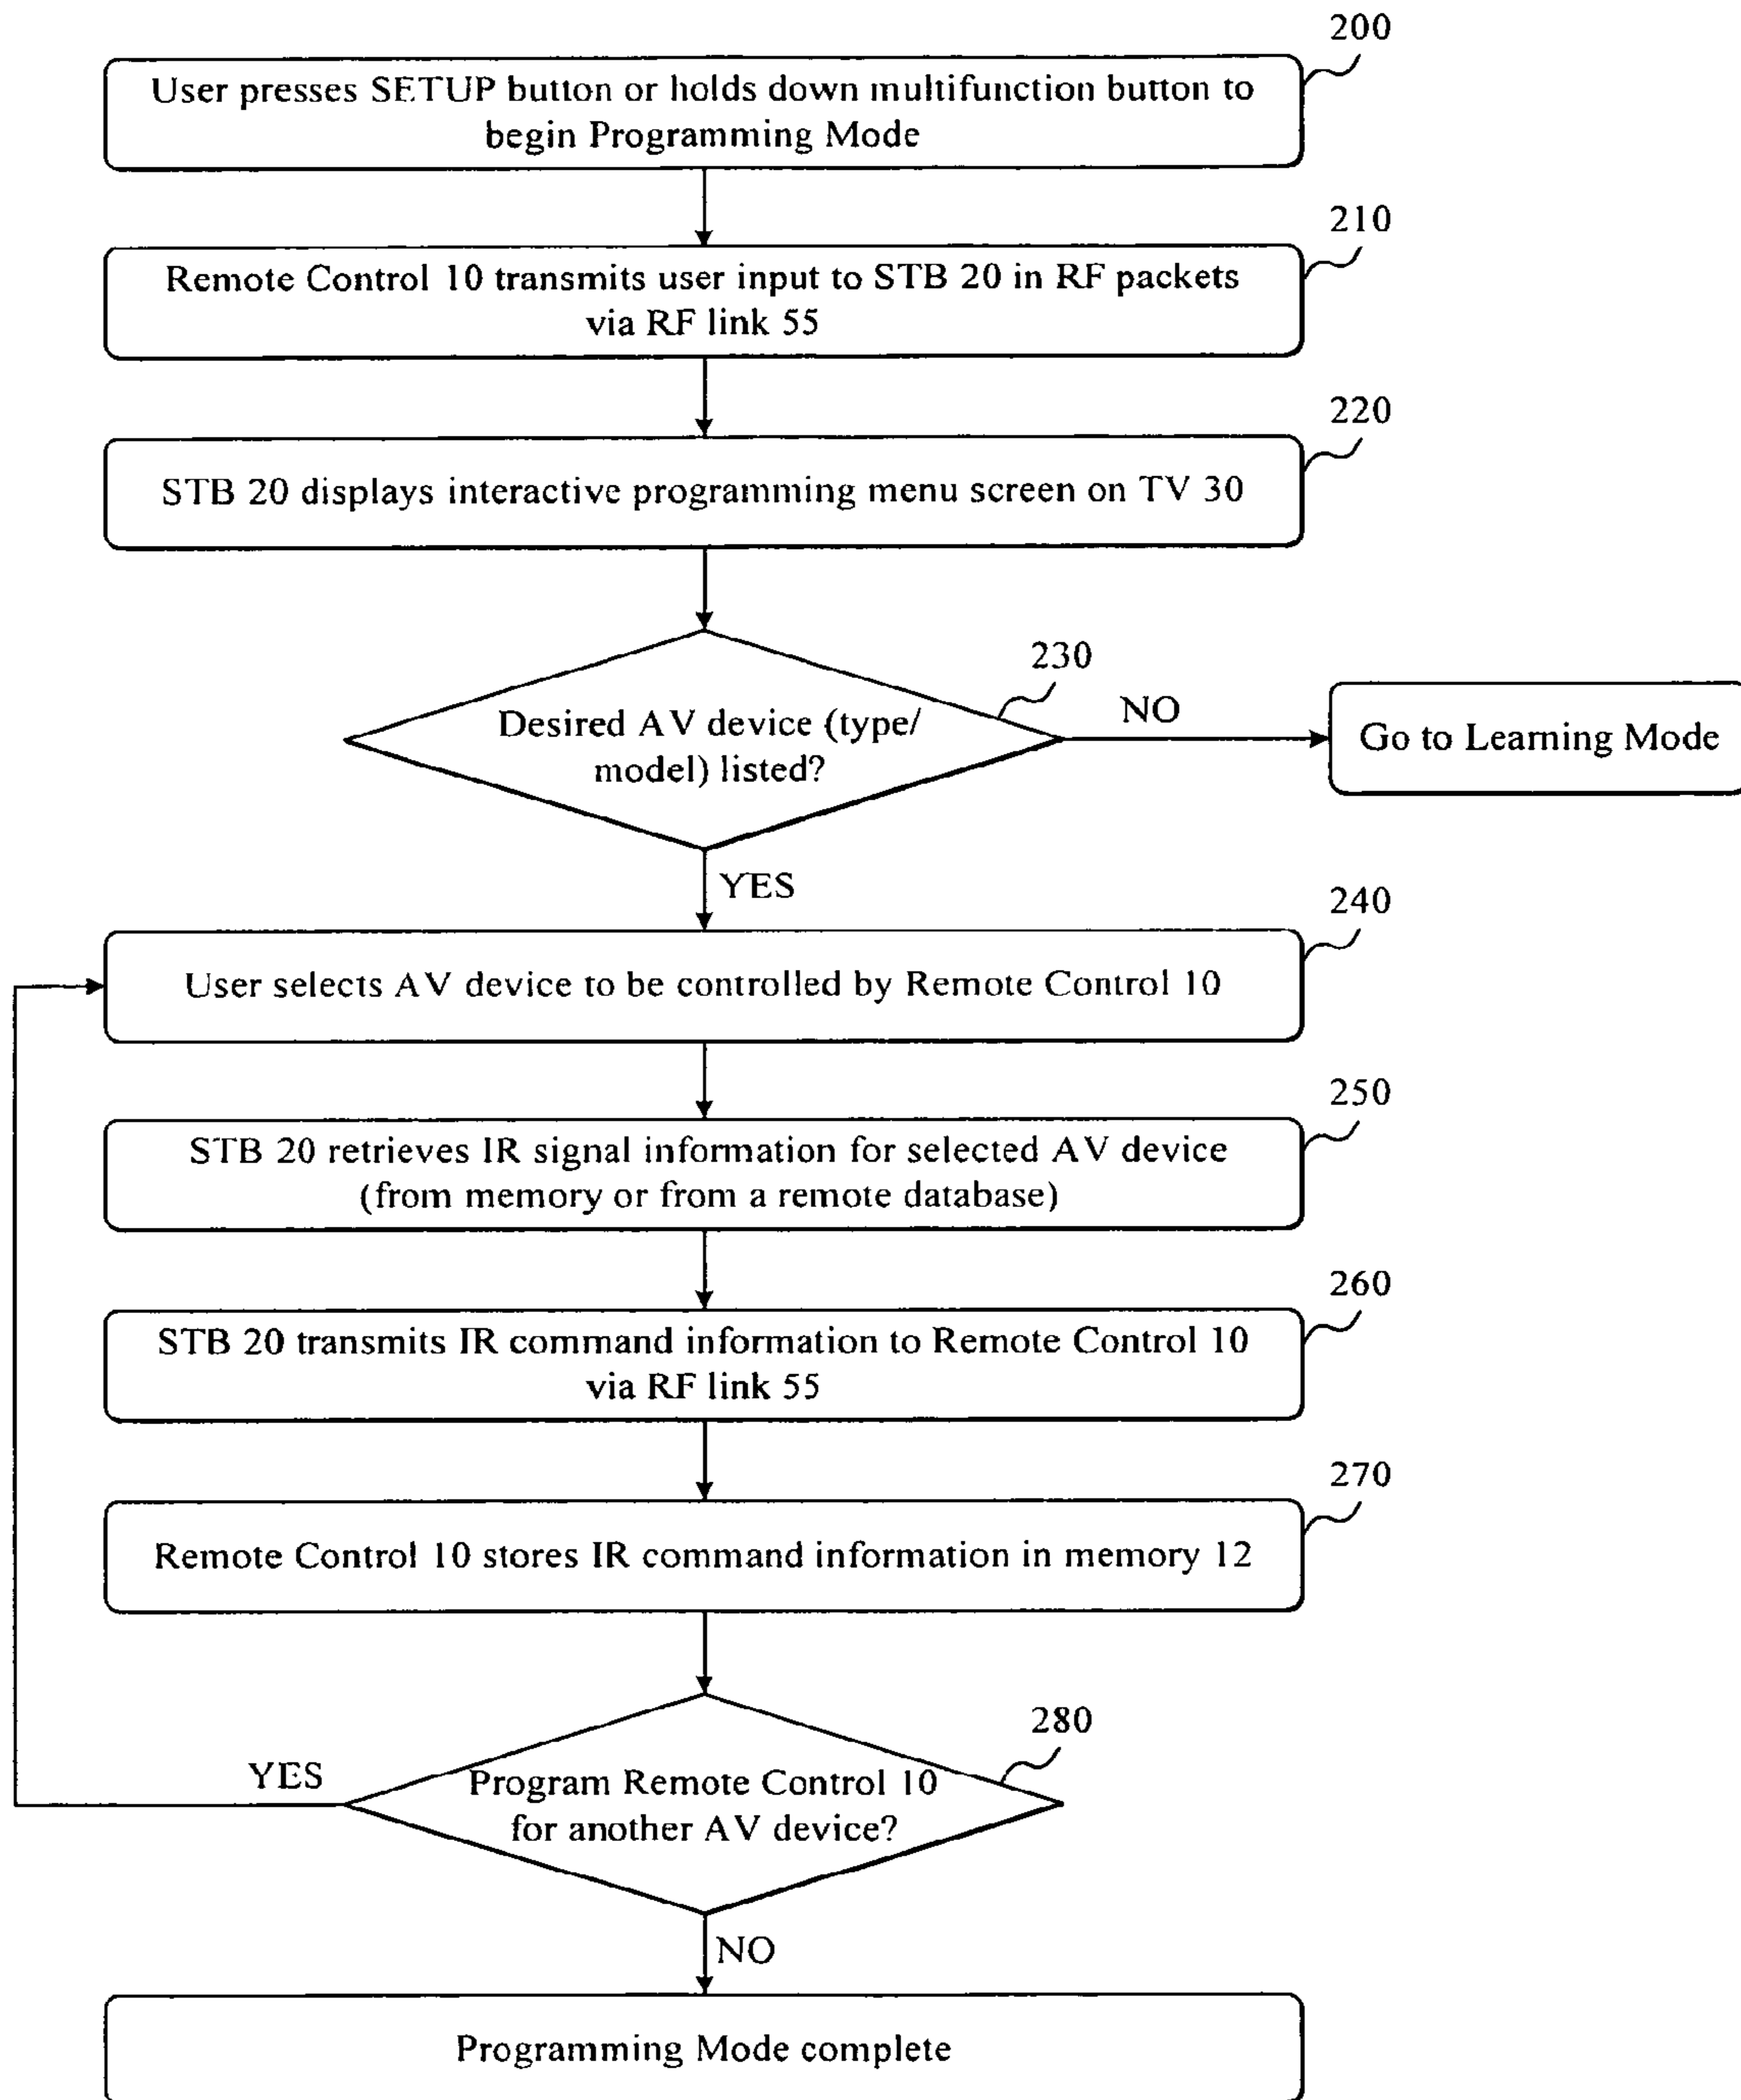 200
User presses SETUP button or holds down multifunction button to
begin Programming Mode
210
Remote Control 10 transmits user input to STB 20 in RF packets
via RF link 55
220
STB 20 displays interactive programming menu screen on TV 30
230
Desired AV device (type/
model) listed?
NO
Go to Learning Mode
YES
240
User selects AV device to be controlled by Remote Control 10
250
STB 20 retrieves IR signal information for selected AV device
(from memory or from a remote database)
260
STB 20 transmits IR command information to Remote Control 10
via RF link 55
270
Remote Control 10 stores IR command information in memory 12
280
Program Remote Control 10
for another AV device?
YES
NO
Programming Mode complete